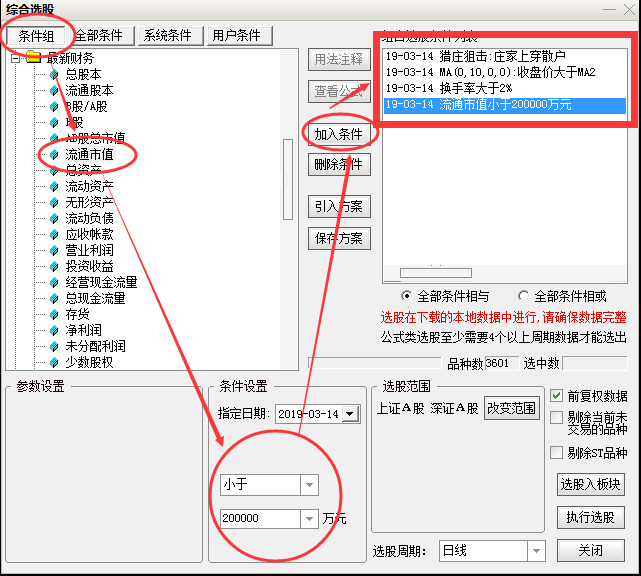 综合选股
条件组
全部条件
系统条件
用户条件
最新财务
总股本
流通股本
B股/A股
H股
AB股总市值
流通市值
总资产
流动资产
无形资产
流动负债
应收帐款
营业利润
投资收益
经营现金流量
总现金流量
存货
净利润
未分配利润
少数股权
用法注释
查看公式
加入条件
删除条件
引入方案
保存方案
组合选股条件列表
19-03-14 猎庄狙击:庄家上穿散户
19-03-14 MA(0,10,0,0):收盘价大于MA2
19-03-14 换手率大于2%
19-03-14 流通市值小于200000万元
全部条件相与
全部条件相或
选股在下载的本地数据中进行,请确保数据完整
公式类选股至少需要4个以上周期数据才能选出
品种数 3601 选中数
参数设置
条件设置
指定日期: 2019-03-14
小于
200000 万元
选股范围
上证A股 深证A股 改变范围
前复权数据
剔除当前未
交易的品种
剔除ST品种
选股入板块
执行选股
选股周期: 日线
关闭